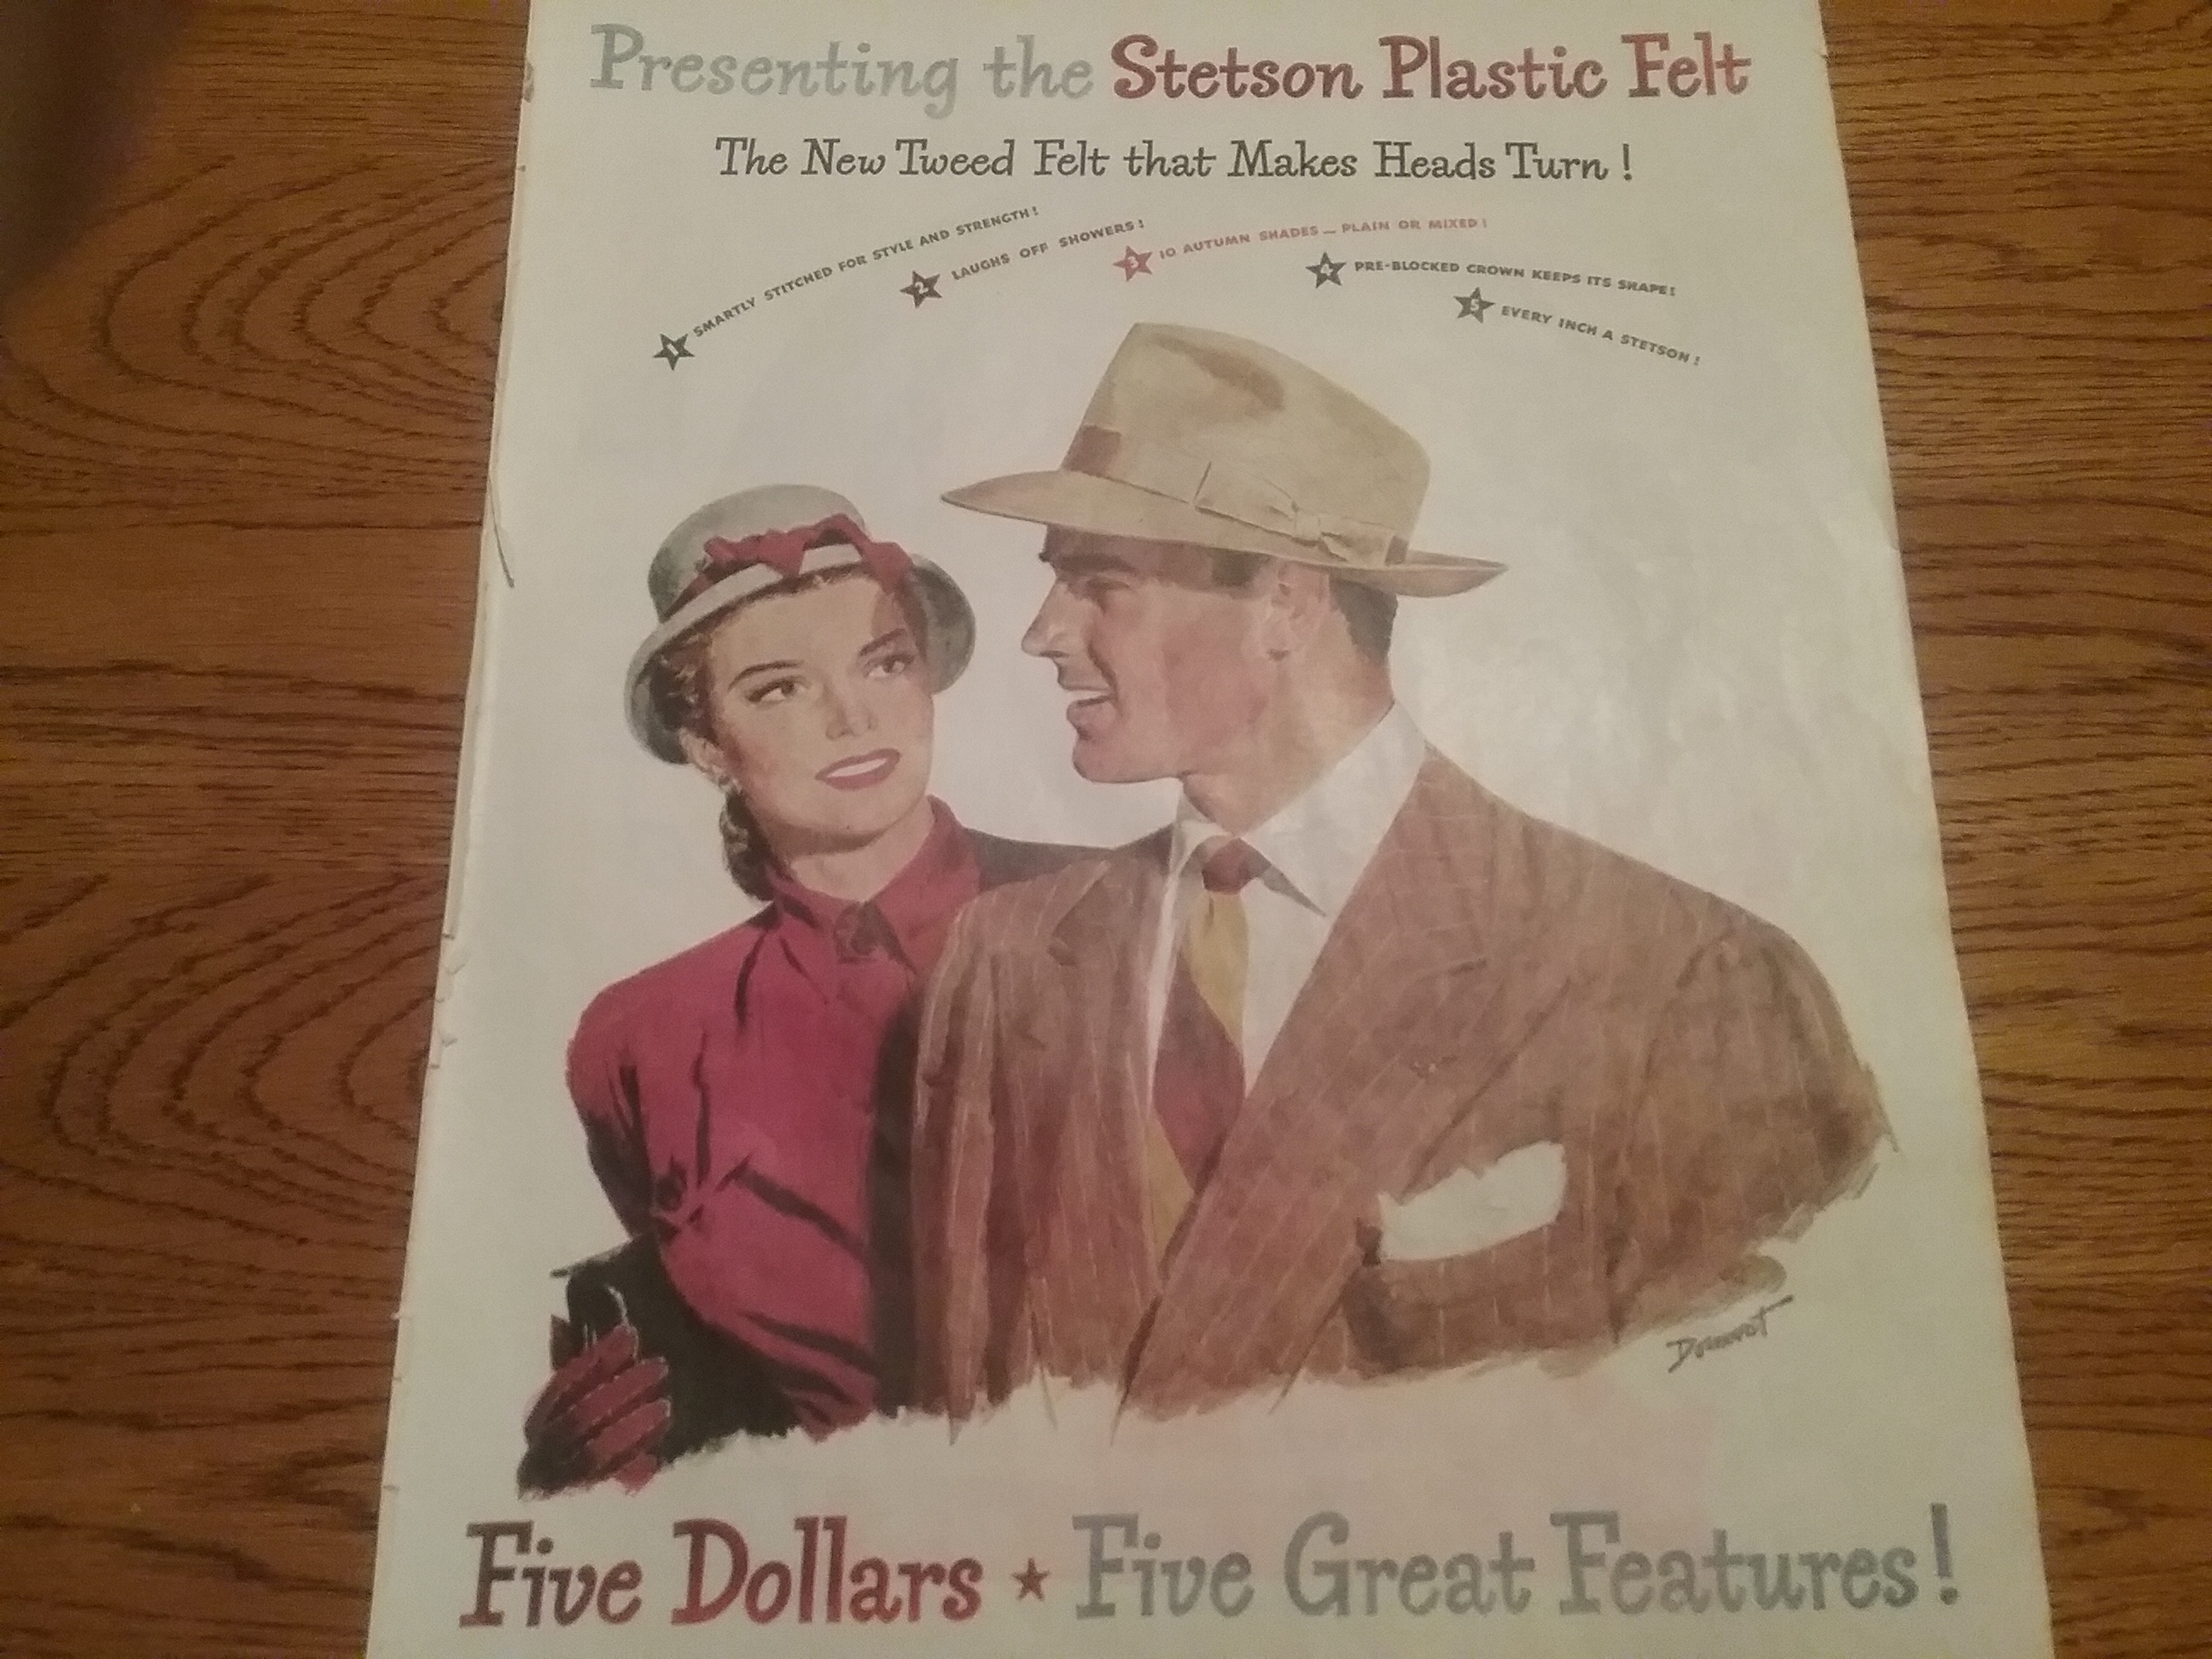 Presenting the Stetson Plastic Felt
The New Tweed Felt that Makes Heads Turn!
1 SMARTLY STITCHED FOR STYLE AND STRENGTH!
2 LAUGHS OFF SHOWERS!
3 10 AUTUMN SHADES — PLAIN OR MIXED!
4 PRE-BLOCKED CROWN KEEPS ITS SHAPE!
5 EVERY INCH A STETSON!
Five Dollars ★ Five Great Features!